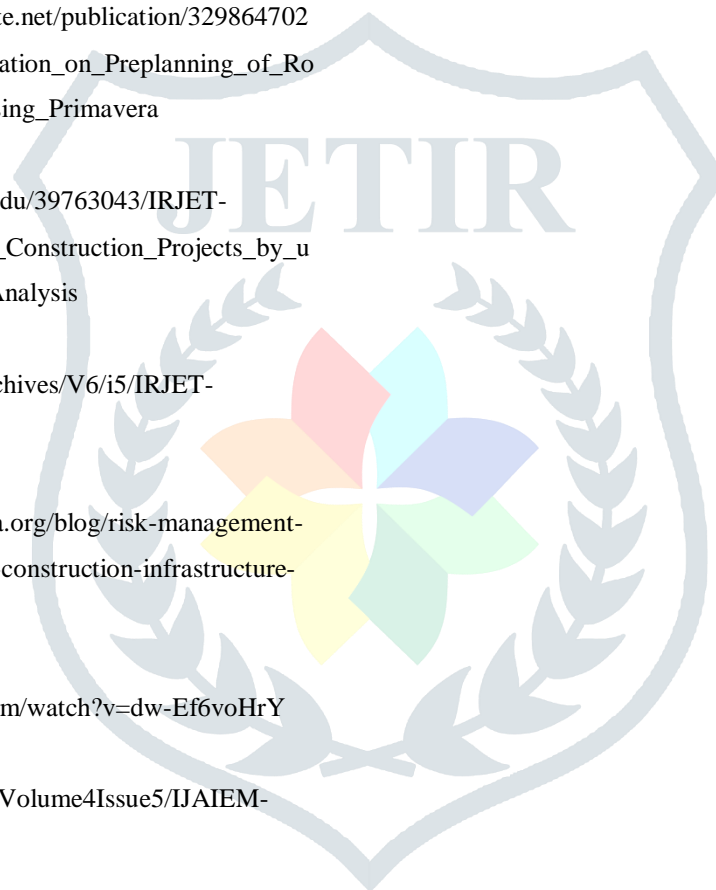 te.net/publication/329864702
ation_on_Preplanning_of_Ro
sing_Primavera
JETIR
du/39763043/IRJET-
_Construction_Projects_by_u
Analysis
chives/V6/i5/IRJET-
a.org/blog/risk-management-
construction-infrastructure-
m/watch?v=dw-Ef6voHrY
Volume4Issue5/IJAIEM-